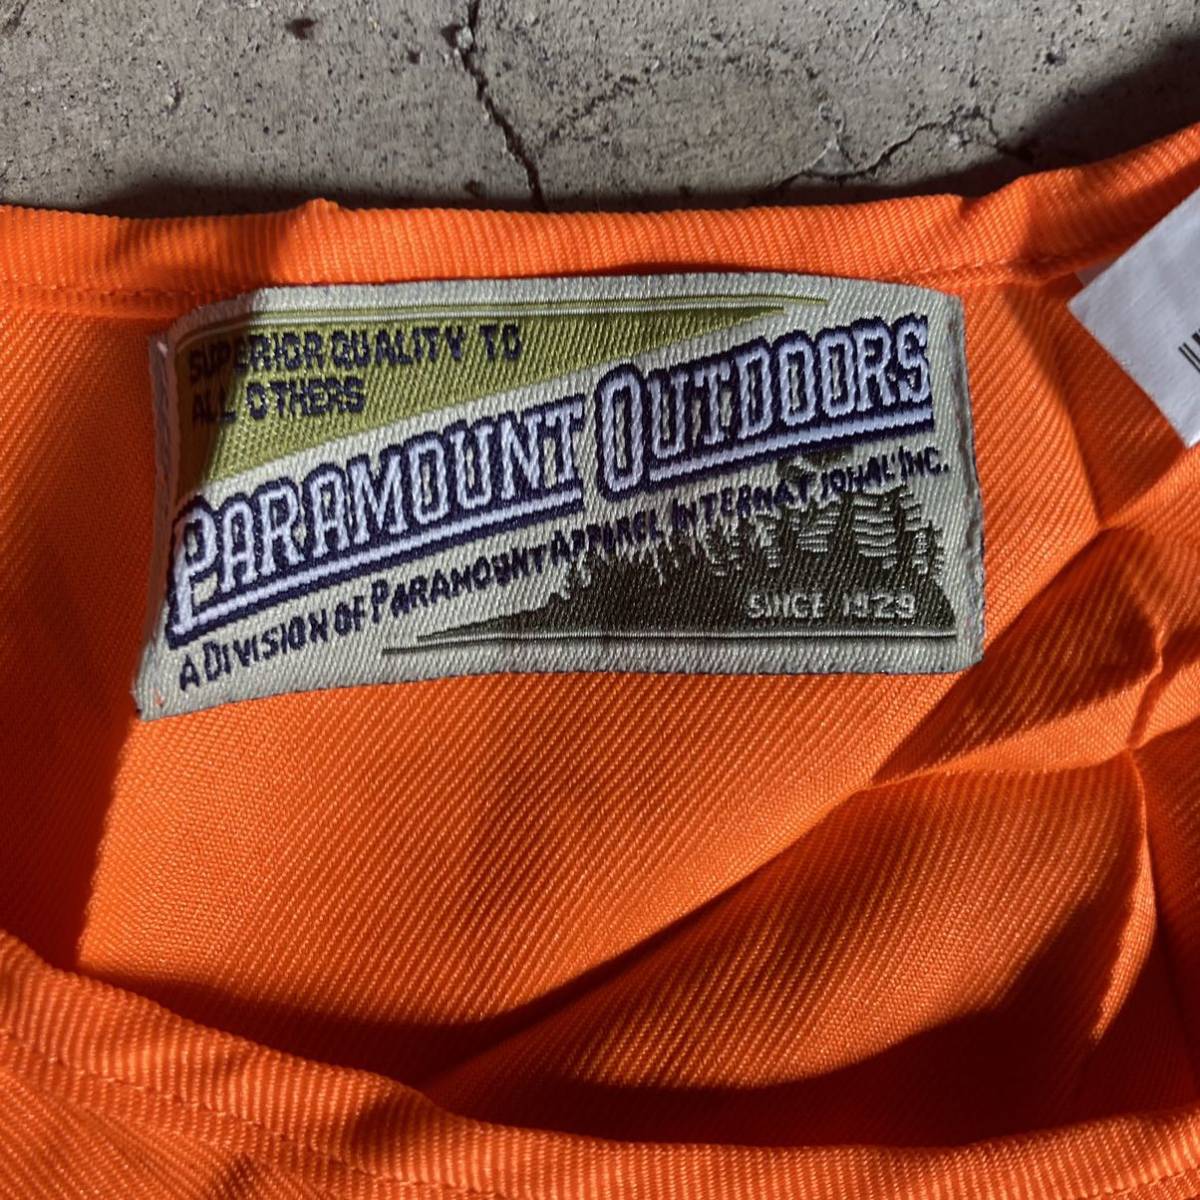 SUPERIOR QUALITY TO
ALL OTHERS
PARAMOUNT OUTDOORS
A DIVISION OF PARAMOUNT APPAREL INTERNATIONAL INC.
SINCE 1929